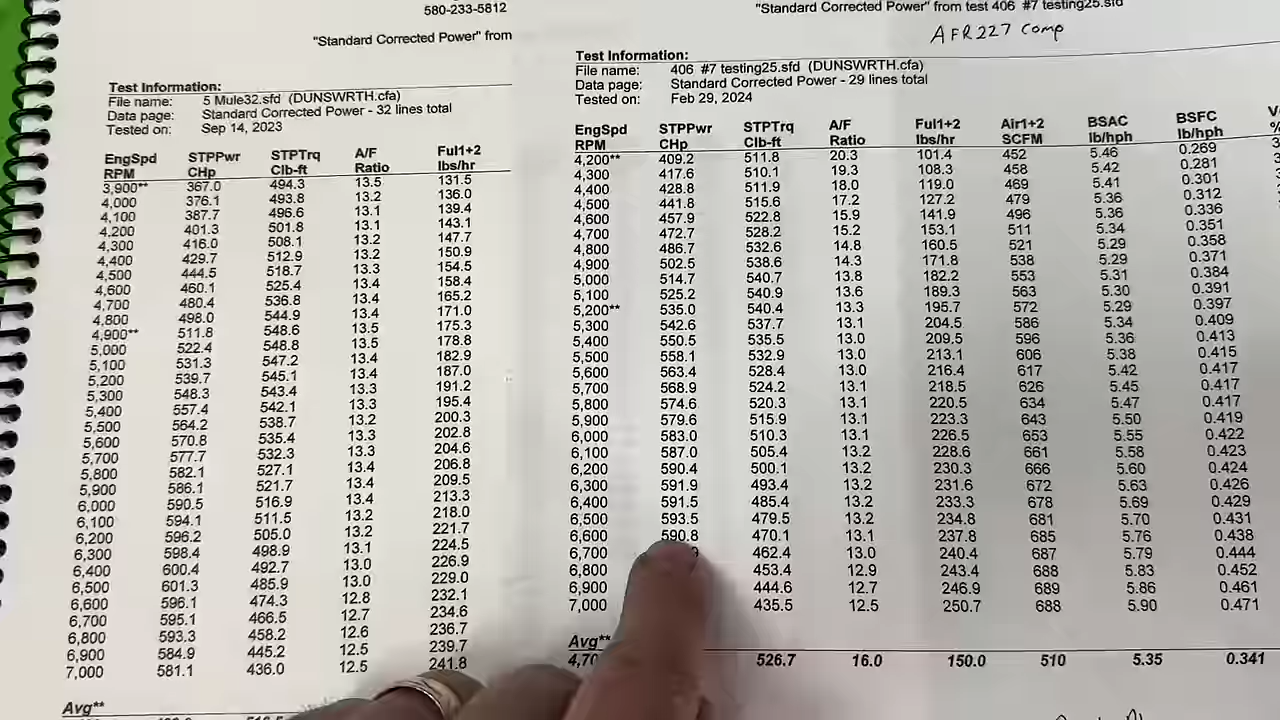 580-233-5812
"Standard Corrected Power" from
Test Information:
File name: 5 Mule32.sfd (DUNSWRTH.cfa)
Data page: Standard Corrected Power - 32 lines total
Tested on: Sep 14, 2023
EngSpd STPPwr STPTrq A/F Ful1+2
RPM CHp Clb-ft Ratio lbs/hr
3,900** 367.0 494.3 13.5 131.5
4,000 376.1 493.8 13.2 136.0
4,100 387.7 496.6 13.1 139.4
4,200 401.3 501.8 13.1 143.1
4,300 416.0 508.1 13.2 147.7
4,400 429.7 512.9 13.2 150.9
4,500 444.5 518.7 13.3 154.5
4,600 460.1 525.4 13.4 158.4
4,700 480.4 536.8 13.4 165.2
4,800 498.0 544.9 13.4 171.0
4,900** 511.8 548.6 13.5 175.3
5,000 522.4 548.8 13.5 178.8
5,100 531.3 547.2 13.4 182.9
5,200 539.7 545.1 13.4 187.0
5,300 548.3 543.4 13.3 191.2
5,400 557.4 542.1 13.3 195.4
5,500 564.2 538.7 13.2 200.3
5,600 570.8 535.4 13.3 202.8
5,700 577.7 532.3 13.3 204.6
5,800 582.1 527.1 13.4 206.8
5,900 586.1 521.7 13.4 209.5
6,000 590.5 516.9 13.4 213.3
6,100 594.1 511.5 13.2 218.0
6,200 596.2 505.0 13.2 221.7
6,300 598.4 498.9 13.1 224.5
6,400 600.4 492.7 13.0 226.9
6,500 601.3 485.9 13.0 229.0
6,600 596.1 474.3 12.8 232.1
6,700 595.1 466.5 12.7 234.6
6,800 593.3 458.2 12.6 236.7
6,900 584.9 445.2 12.5 239.7
7,000 581.1 436.0 12.5 241.8
Avg**
"Standard Corrected Power" from test 406 #7 testing25.sfd
AFR227 Comp
Test Information:
File name: 406 #7 testing25.sfd (DUNSWRTH.cfa)
Data page: Standard Corrected Power - 29 lines total
Tested on: Feb 29, 2024
EngSpd STPPwr STPTrq A/F Ful1+2 Air1+2 BSAC BSFC
RPM CHp Clb-ft Ratio lbs/hr SCFM lb/hph lb/hph
4,200** 409.2 511.8 20.3 101.4 452 5.46 0.269
4,300 417.6 510.1 19.3 108.3 458 5.42 0.281
4,400 428.8 511.9 18.0 119.0 469 5.41 0.301
4,500 441.8 515.6 17.2 127.2 479 5.36 0.312
4,600 457.9 522.8 15.9 141.9 496 5.36 0.336
4,700 472.7 528.2 15.2 153.1 511 5.34 0.351
4,800 486.7 532.6 14.8 160.5 521 5.29 0.358
4,900 502.5 538.6 14.3 171.8 538 5.29 0.371
5,000 514.7 540.7 13.8 182.2 553 5.31 0.384
5,100 525.2 540.9 13.6 189.3 563 5.30 0.391
5,200** 535.0 540.4 13.3 195.7 572 5.29 0.397
5,300 542.6 537.7 13.1 204.5 586 5.34 0.409
5,400 550.5 535.5 13.0 209.5 596 5.36 0.413
5,500 558.1 532.9 13.0 213.1 606 5.38 0.415
5,600 563.4 528.4 13.0 216.4 617 5.42 0.417
5,700 568.9 524.2 13.1 218.5 626 5.45 0.417
5,800 574.6 520.3 13.1 220.5 634 5.47 0.417
5,900 579.6 515.9 13.1 223.3 643 5.50 0.419
6,000 583.0 510.3 13.1 226.5 653 5.55 0.422
6,100 587.0 505.4 13.2 228.6 661 5.58 0.423
6,200 590.4 500.1 13.2 230.3 666 5.60 0.424
6,300 591.9 493.4 13.2 231.6 672 5.63 0.426
6,400 591.5 485.4 13.2 233.3 678 5.69 0.429
6,500 593.5 479.5 13.2 234.8 681 5.70 0.431
6,600 590.8 470.1 13.1 237.8 685 5.76 0.438
6,700 462.4 13.0 240.4 687 5.79 0.444
6,800 453.4 12.9 243.4 688 5.83 0.452
6,900 444.6 12.7 246.9 689 5.86 0.461
7,000 435.5 12.5 250.7 688 5.90 0.471
Avg**
4,70 526.7 16.0 150.0 510 5.35 0.341